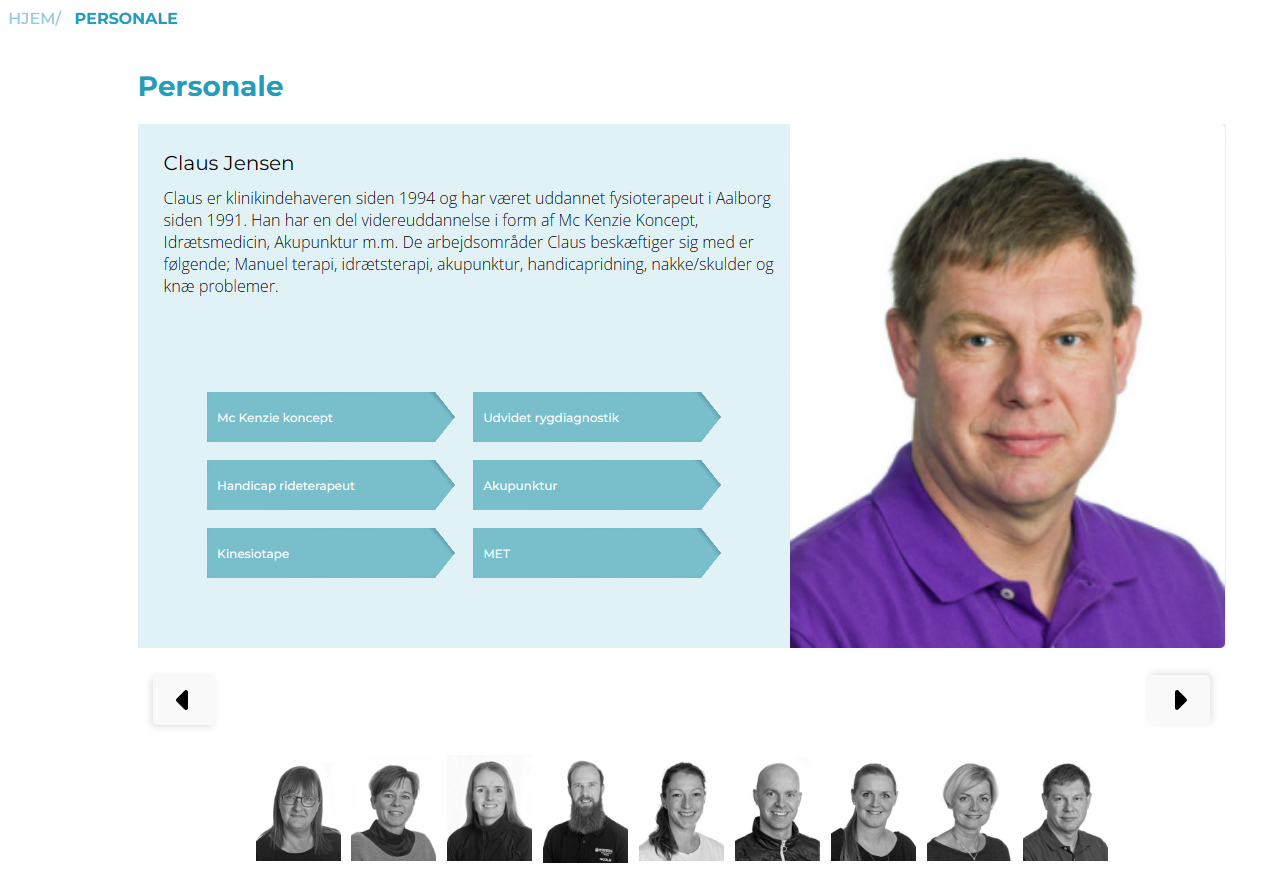 HJEM/ PERSONALE
Personale
Claus Jensen
Claus er klinikindehaveren siden 1994 og har været uddannet fysioterapeut i Aalborg
siden 1991. Han har en del videreuddannelse i form af Mc Kenzie Koncept,
Idrætsmedicin, Akupunktur m.m. De arbejdsområder Claus beskæftiger sig med er
følgende; Manuel terapi, idrætsterapi, akupunktur, handicapridning, nakke/skulder og
knæ problemer.
Mc Kenzie koncept
Udvidet rygdiagnostik
Handicap rideterapeut
Akupunktur
Kinesiotape
MET